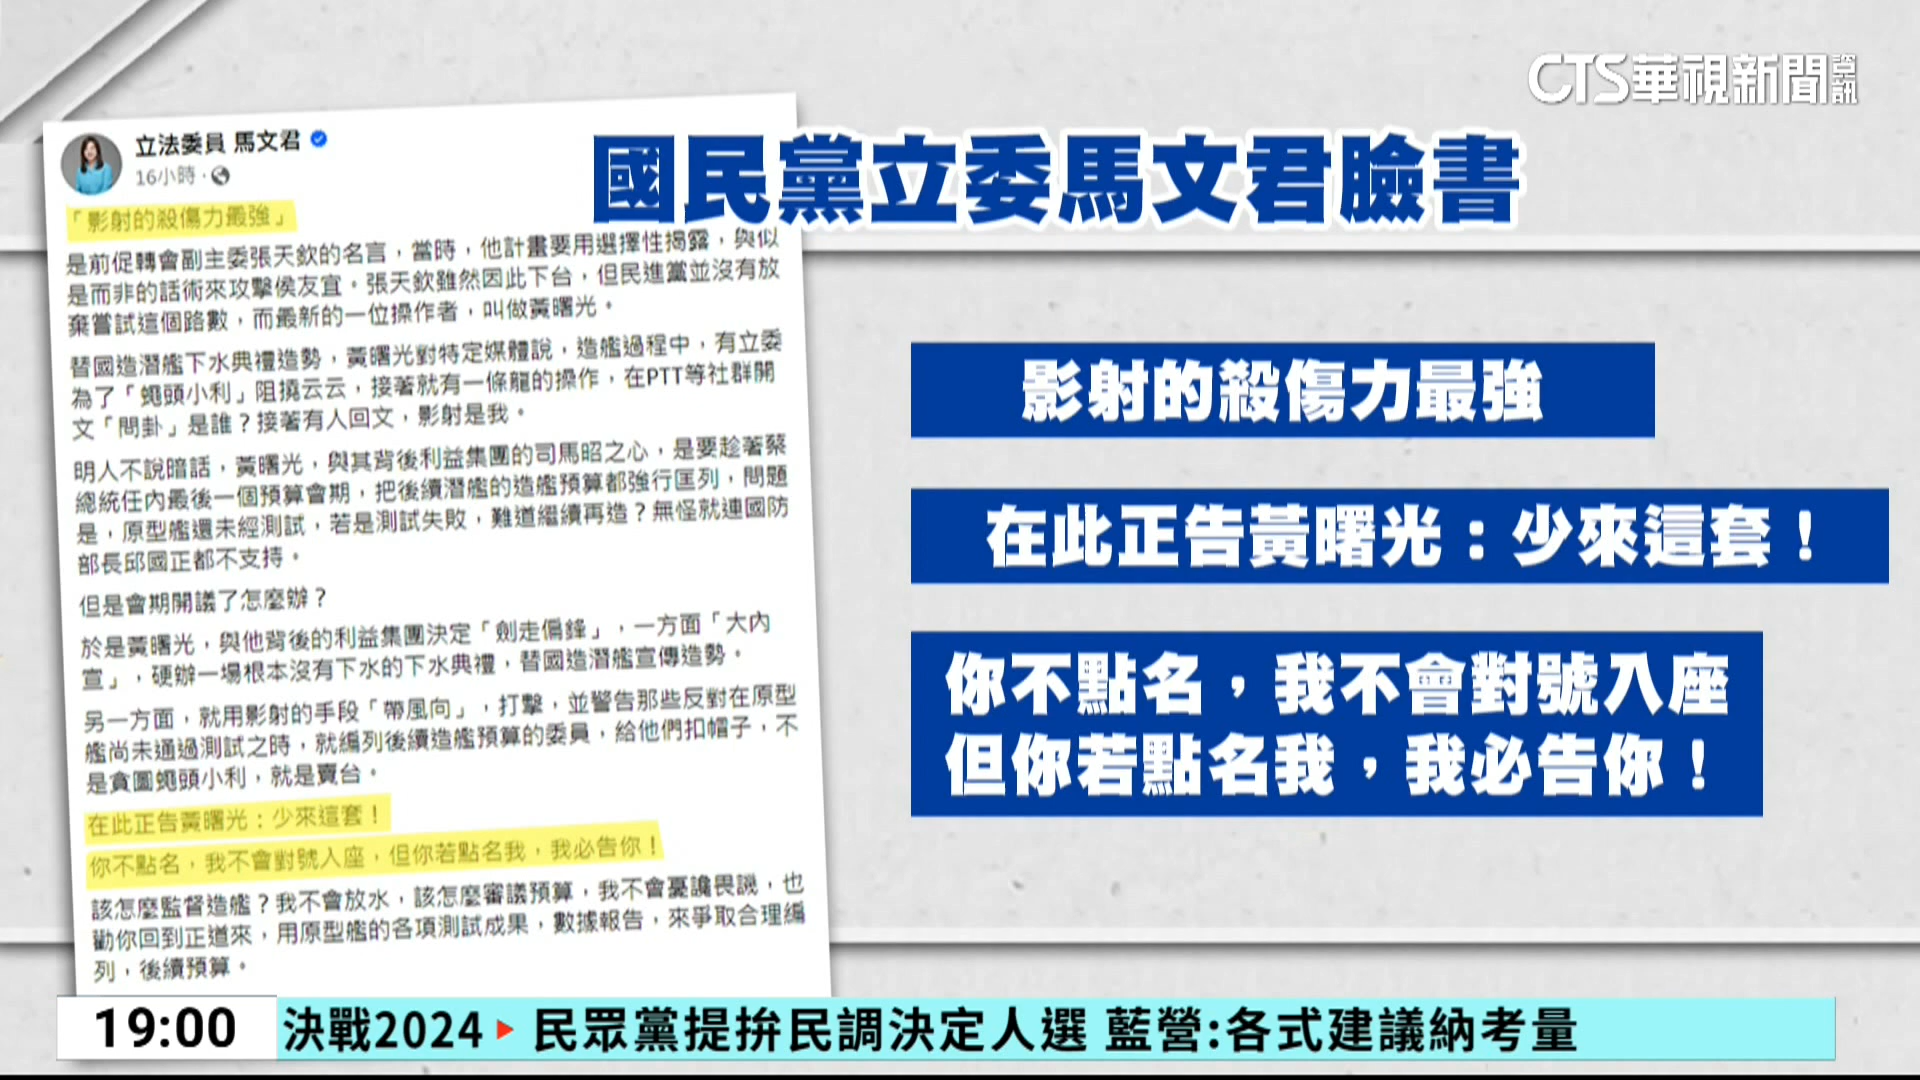 CTS華視新聞資訊
國民黨立委馬文君臉書
立法委員 馬文君
16小時
「影射的殺傷力最強」
是前促轉會副主委張天欽的名言，當時，他計畫要用選擇性揭露，與似
是而非的話術來攻擊侯友宜。張天欽雖然因此下台，但民進黨並沒有放
棄嘗試這個路數，而最新的一位操作者，叫做黃曙光。
替國造潛艦下水典禮造勢，黃曙光對特定媒體說，造艦過程中，有立委
為了「蠅頭小利」阻撓云云，接著就有一條龍的操作，在PTT等社群開
文「問卦」是誰？接著有人回文，影射是我。
明人不說暗話，黃曙光，與其背後利益集團的司馬昭之心，是要趁著蔡
總統任內最後一個預算會期，把後續潛艦的造艦預算都強行匡列，問題
是，原型艦還未經測試，若是測試失敗，難道繼續再造？無怪就連國防
部長邱國正都不支持。
但是會期開議了怎麼辦？
於是黃曙光，與他背後的利益集團決定「劍走偏鋒」，一方面「大內
宣」，硬辦一場根本沒有下水的下水典禮，替國造潛艦宣傳造勢。
另一方面，就用影射的手段「帶風向」，打擊，並警告那些反對在原型
艦尚未通過測試之時，就編列後續造艦預算的委員，給他們扣帽子，不
是貪圖蠅頭小利，就是賣台。
在此正告黃曙光：少來這套！
你不點名，我不會對號入座，但你若點名我，我必告你！
該怎麼監督造艦？我不會放水，該怎麼審議預算，我不會憂讒畏譏，也
勸你回到正道來，用原型艦的各項測試成果，數據報告，來爭取合理編
列，後續預算。
影射的殺傷力最強
在此正告黃曙光：少來這套！
你不點名，我不會對號入座
但你若點名我，我必告你！
19:00 決戰2024 民眾黨提拚民調決定人選 藍營:各式建議納考量